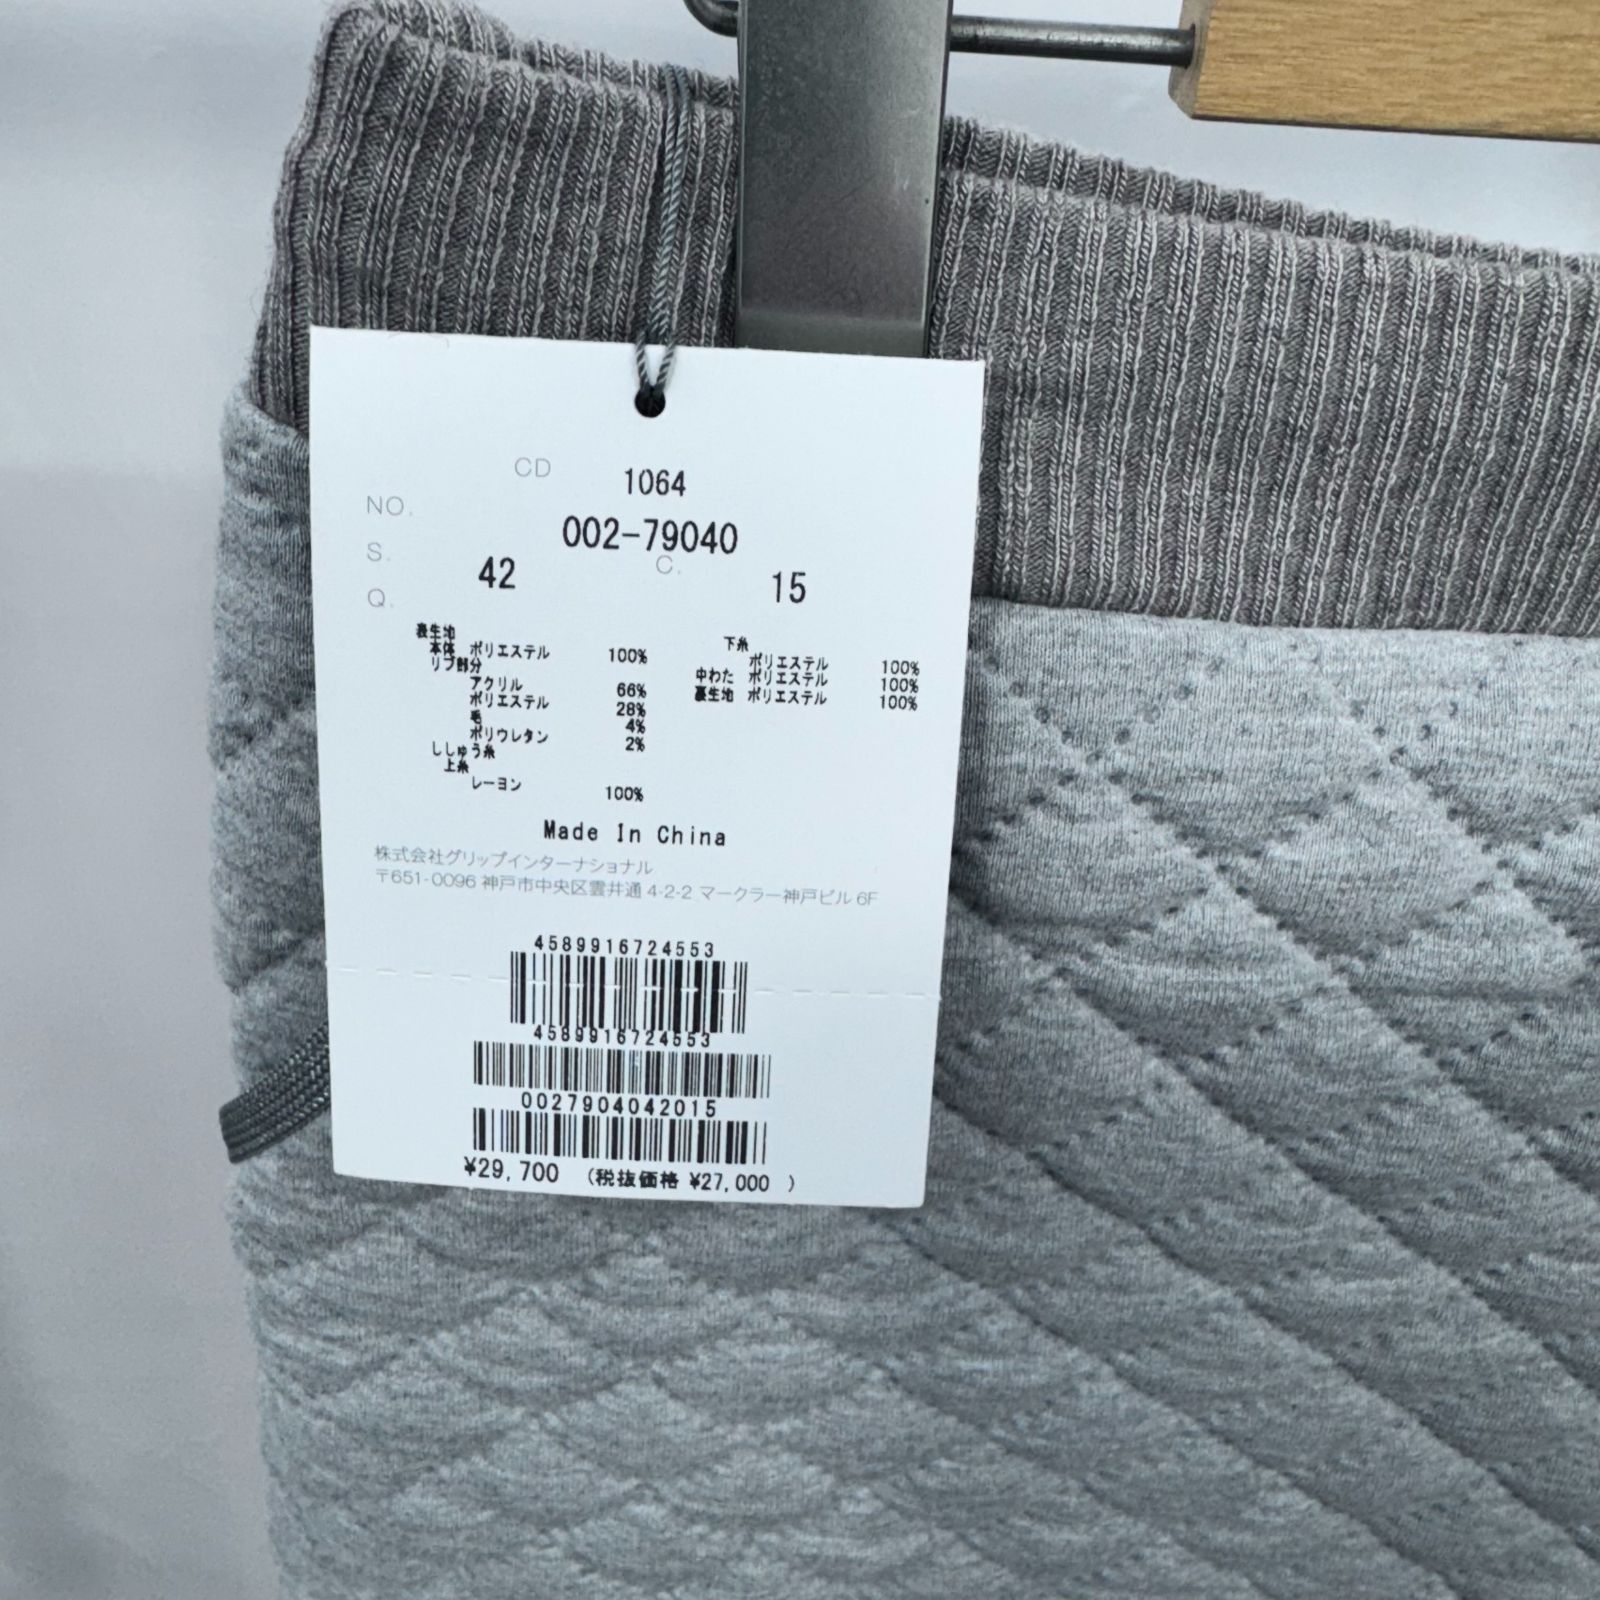 CD 1064
NO. 002-79040
S. 42 C. 15
Q.
表生地
本体 ポリエステル 100%
リブ部分
アクリル 66%
ポリエステル 28%
毛 4%
ポリウレタン 2%
ししゅう糸
上糸
レーヨン 100%
下糸
ポリエステル 100%
中わた ポリエステル 100%
裏生地 ポリエステル 100%
Made In China
株式会社グリップインターナショナル
〒651-0096 神戸市中央区雲井通 4-2-2 マークラー神戸ビル 6F
4589916724553
4589916724553
0027904042015
¥29,700 (税抜価格 ¥27,000 )